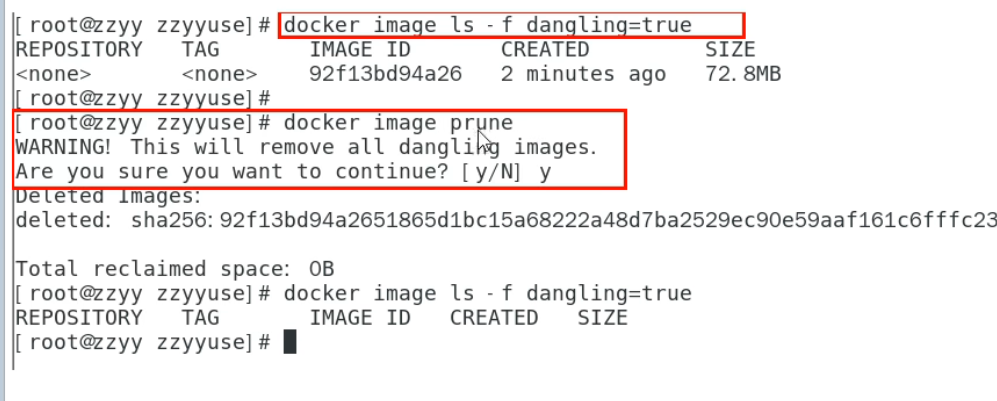 [root@zzyy zzyyuse]# docker image ls -f dangling=true
REPOSITORY   TAG       IMAGE ID       CREATED         SIZE
<none>       <none>    92f13bd94a26   2 minutes ago   72.8MB
[root@zzyy zzyyuse]#
[root@zzyy zzyyuse]# docker image prune
WARNING! This will remove all dangling images.
Are you sure you want to continue? [y/N] y
Deleted Images:
deleted: sha256:92f13bd94a2651865d1bc15a68222a48d7ba2529ec90e59aaf161c6fffc23
Total reclaimed space: 0B
[root@zzyy zzyyuse]# docker image ls -f dangling=true
REPOSITORY   TAG       IMAGE ID   CREATED   SIZE
[root@zzyy zzyyuse]#